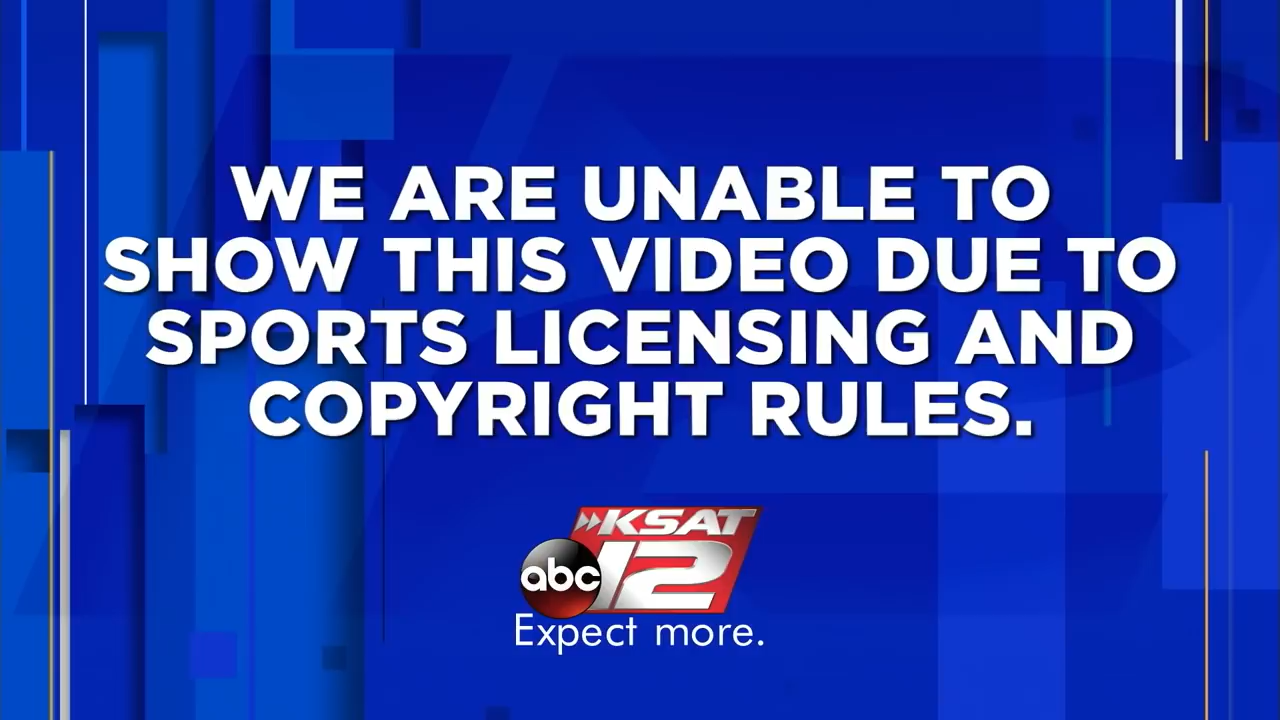 WE ARE UNABLE TO
SHOW THIS VIDEO DUE TO
SPORTS LICENSING AND
COPYRIGHT RULES.
KSAT
abc 12
Expect more.